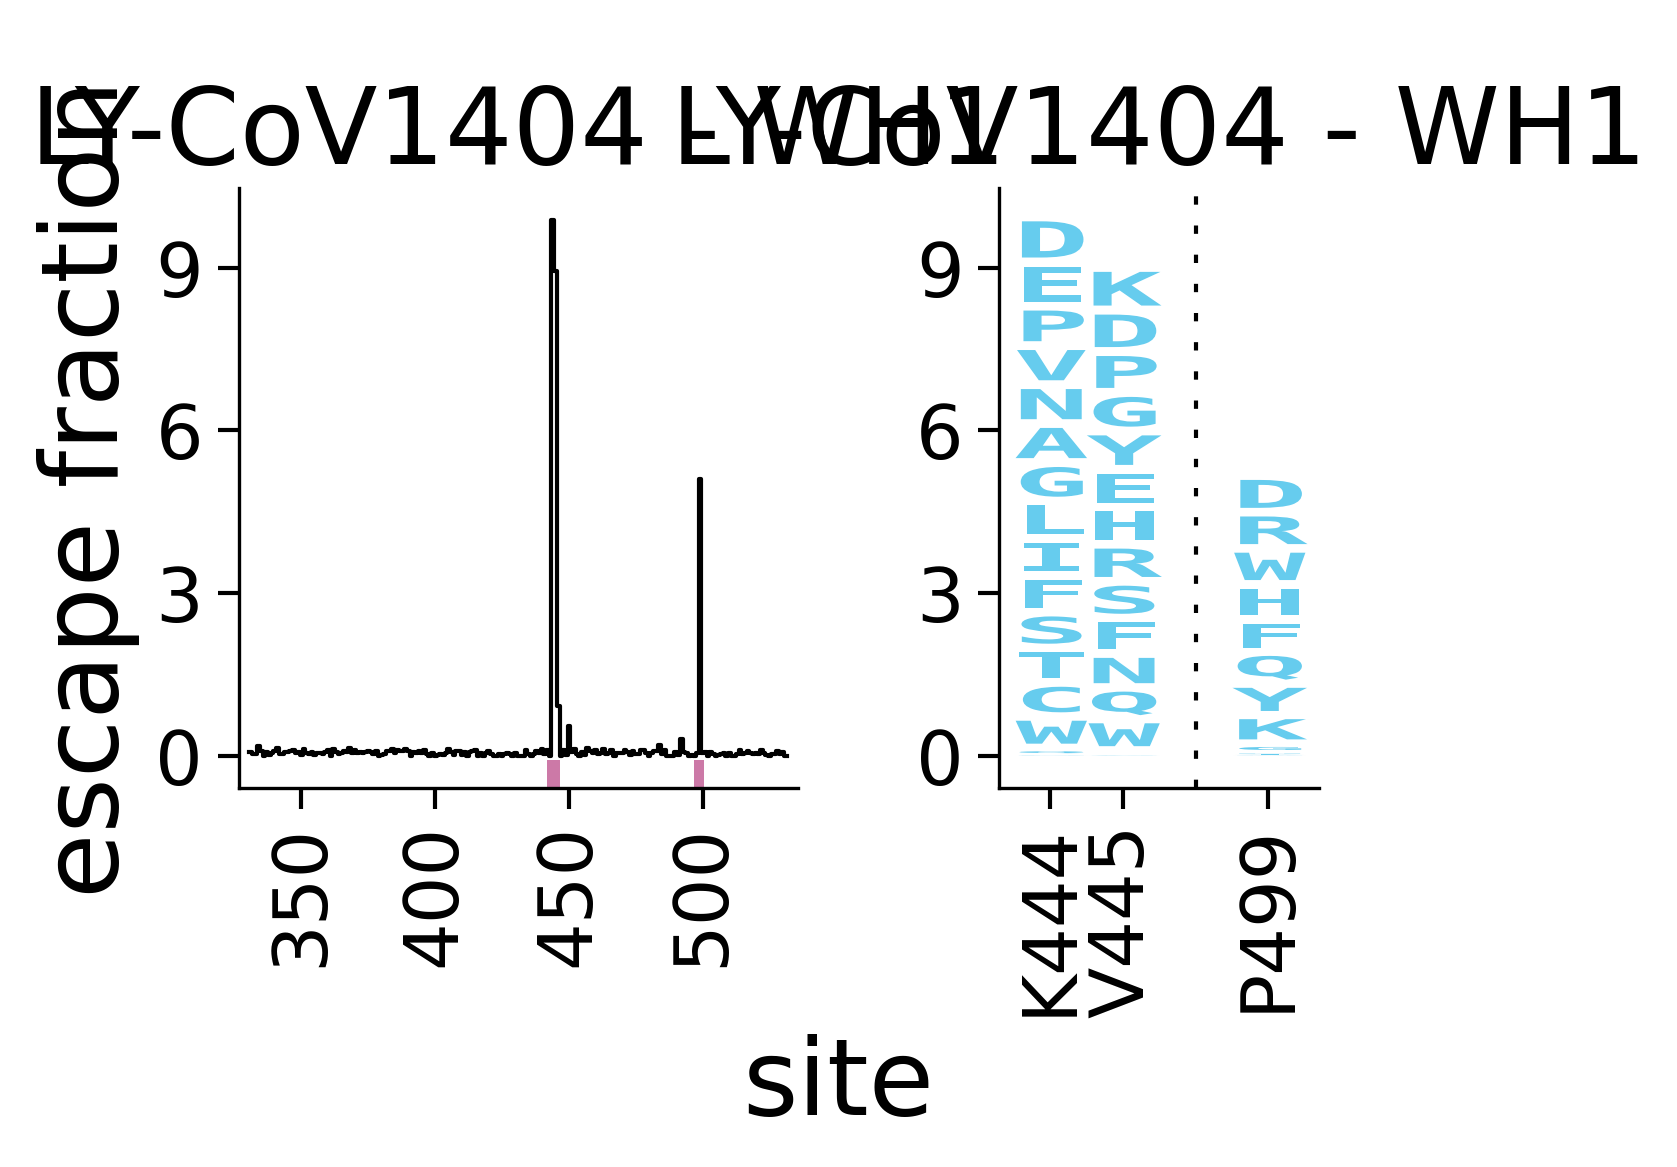 LY-CoV1404 - WH1
LY-CoV1404 - WH1
escape fraction
9
6
3
0
350
400
450
500
9
6
3
0
D
E
P
V
N
A
G
L
I
F
S
T
C
W
K
D
P
G
Y
E
H
R
S
F
N
Q
W
D
R
W
H
F
Q
Y
K
K444
V445
P499
site